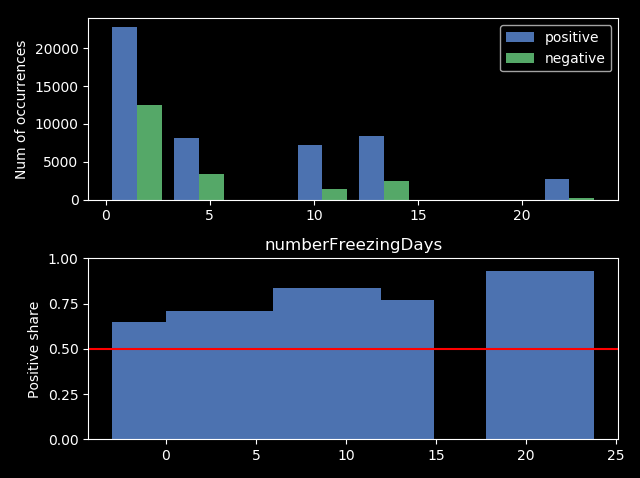 20000
15000
10000
5000
0
Num of occurrences
positive
negative
0 5 10 15 20
numberFreezingDays
1.00
0.75
0.50
0.25
0.00
Positive share
0 5 10 15 20 25